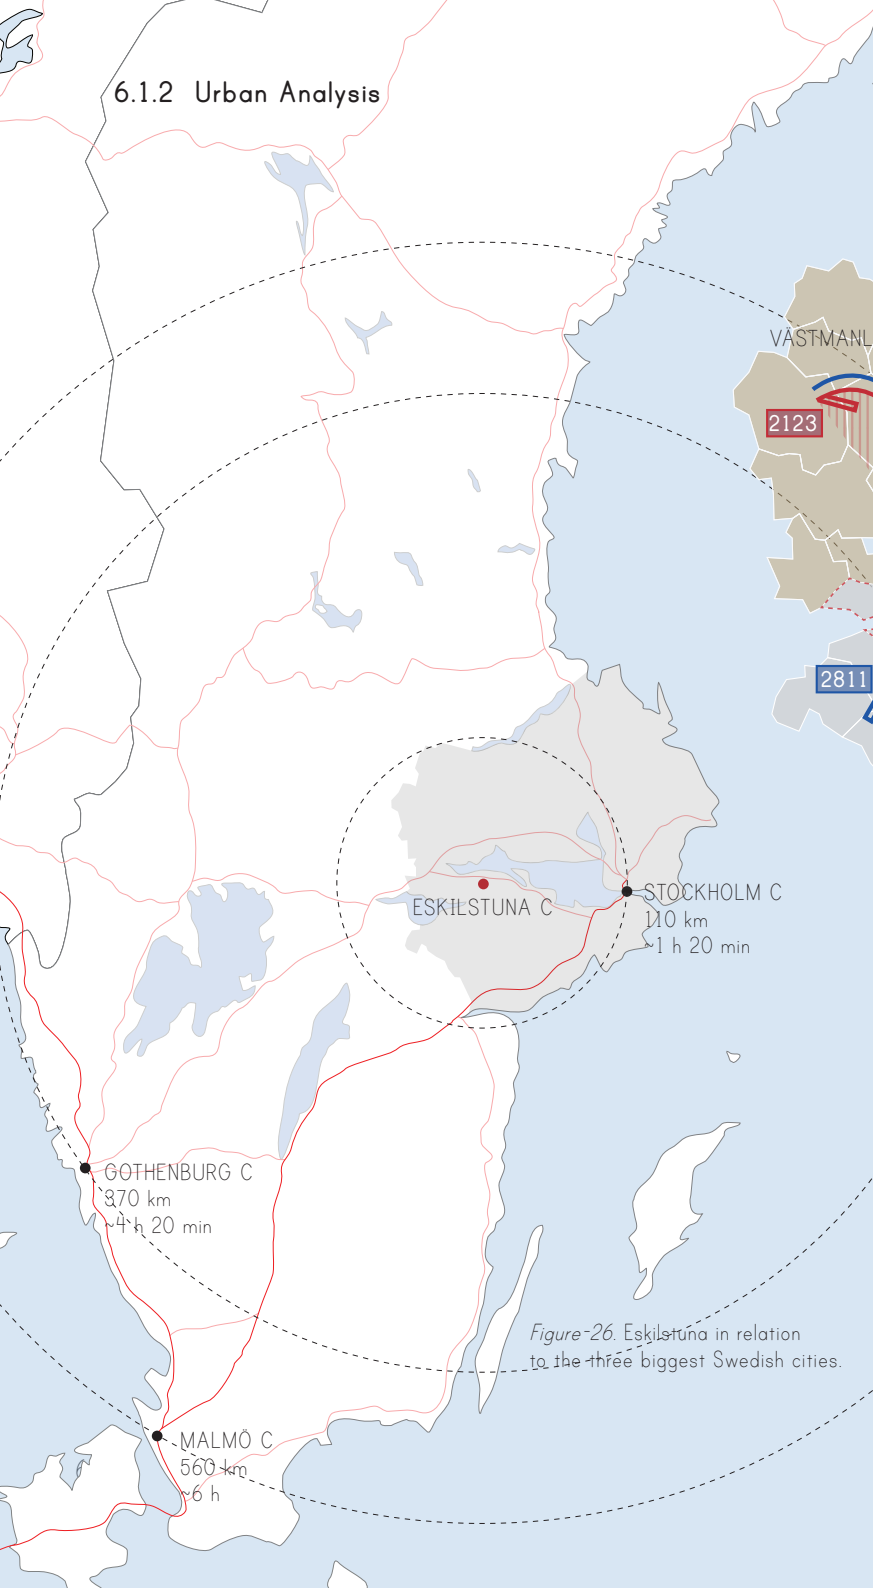 6.1.2 Urban Analysis
VÄSTMANL
2123
2811
ESKILSTUNA C
STOCKHOLM C
110 km
~1 h 20 min
GOTHENBURG C
370 km
~4 h 20 min
Figure-26. Eskilstuna in relation
to the three biggest Swedish cities.
MALMÖ C
560 km
~6 h